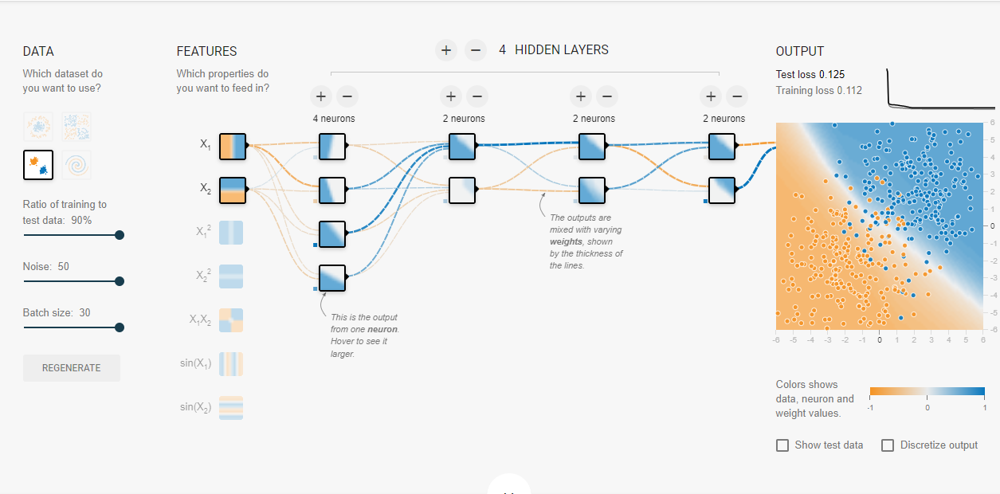 DATA
Which dataset do
you want to use?
Ratio of training to
test data: 90%
Noise: 50
Batch size: 30
REGENERATE
FEATURES
Which properties do
you want to feed in?
X1
X2
X1²
X2²
X1X2
sin(X1)
sin(X2)
+ − 4 HIDDEN LAYERS
+ − + − + − + −
4 neurons 2 neurons 2 neurons 2 neurons
This is the output
from one neuron.
Hover to see it
larger.
The outputs are
mixed with varying
weights, shown
by the thickness of
the lines.
OUTPUT
Test loss 0.125
Training loss 0.112
6
5
4
3
2
1
0
-1
-2
-3
-4
-5
-6
-6 -5 -4 -3 -2 -1 0 1 2 3 4 5 6
Colors shows
data, neuron and
weight values.
-1 0 1
Show test data Discretize output